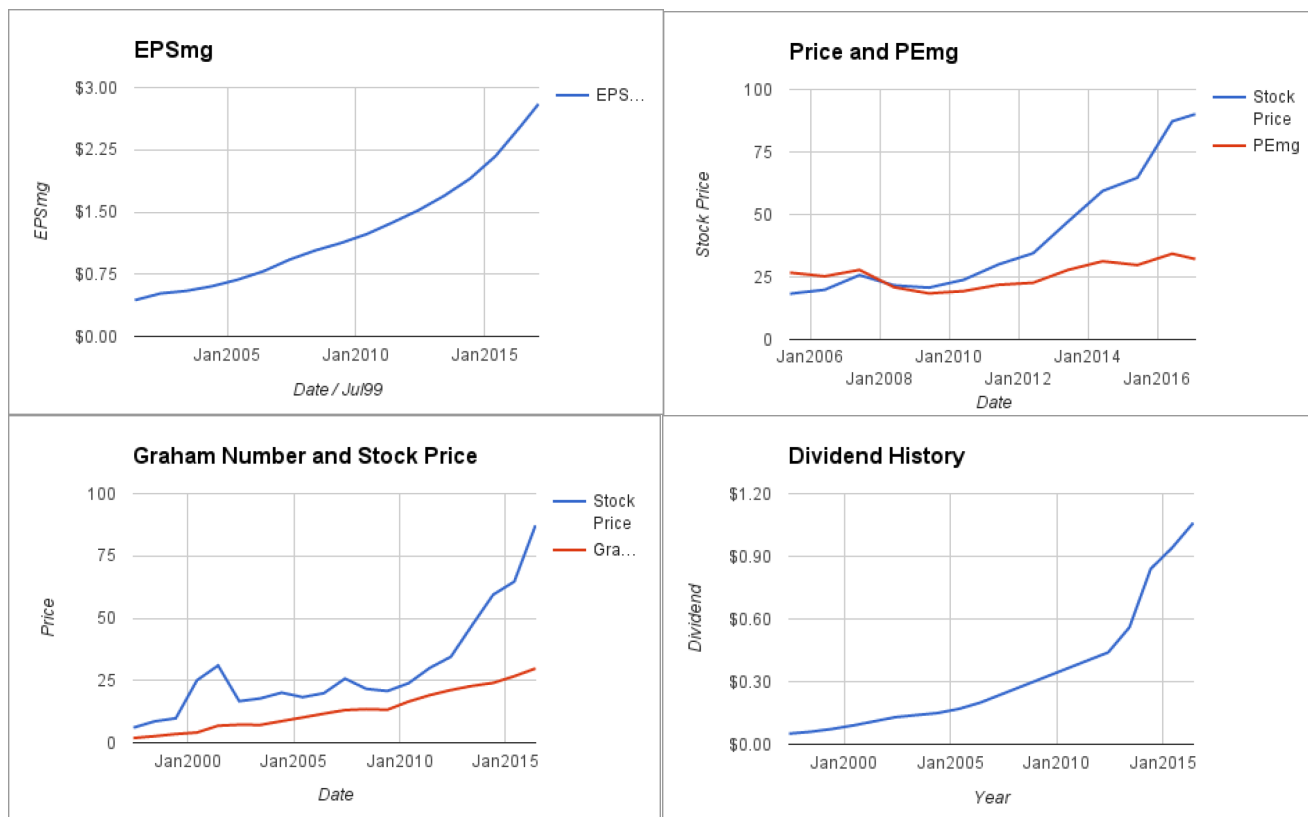 EPSmg
$3.00
$2.25
$1.50
$0.75
$0.00
EPSmg
EPS...
Jan2005
Jan2010
Jan2015
Date / Jul99
Price and PEmg
100
75
50
25
0
Stock Price
Stock
Price
PEmg
Jan2006
Jan2008
Jan2010
Jan2012
Jan2014
Jan2016
Date
Graham Number and Stock Price
100
75
50
25
0
Price
Stock
Price
Gra...
Jan2000
Jan2005
Jan2010
Jan2015
Date
Dividend History
$1.20
$0.90
$0.60
$0.30
$0.00
Dividend
Jan2000
Jan2005
Jan2010
Jan2015
Year